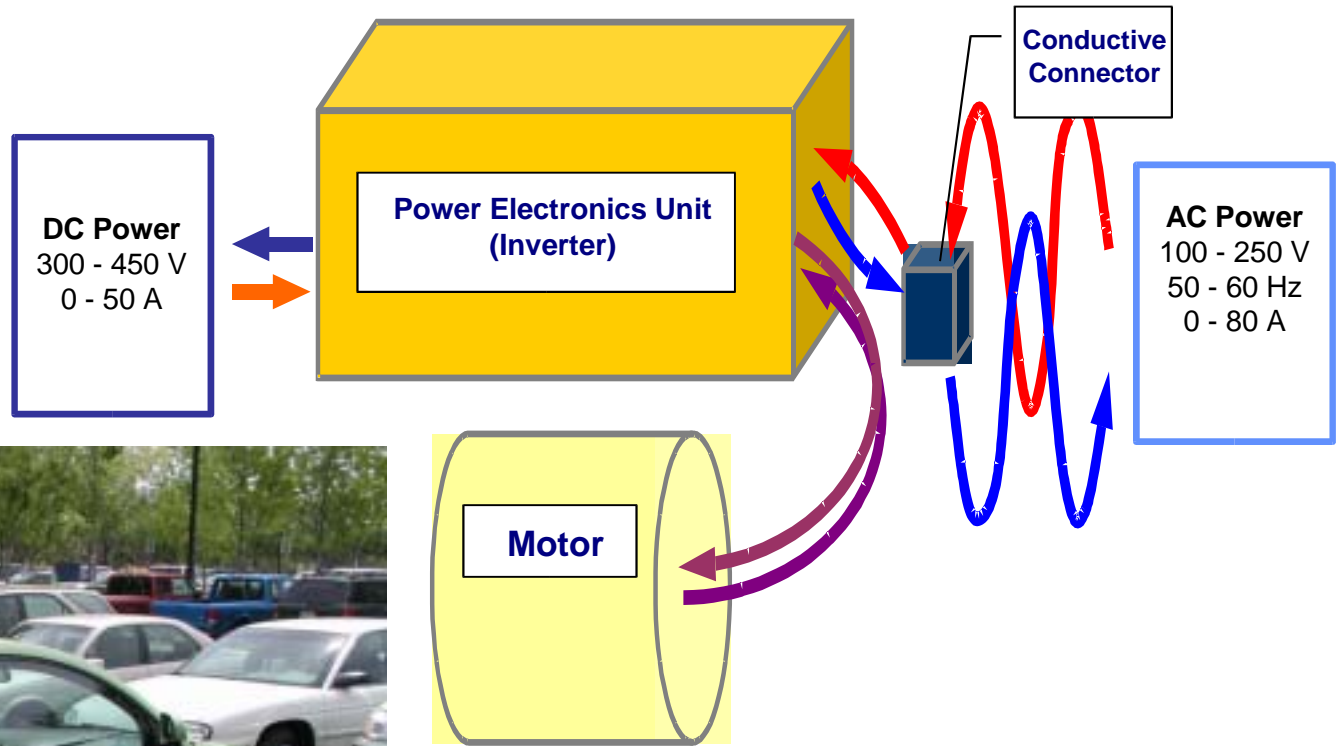 Conductive
Connector
DC Power
300 - 450 V
0 - 50 A
Power Electronics Unit
(Inverter)
AC Power
100 - 250 V
50 - 60 Hz
0 - 80 A
Motor